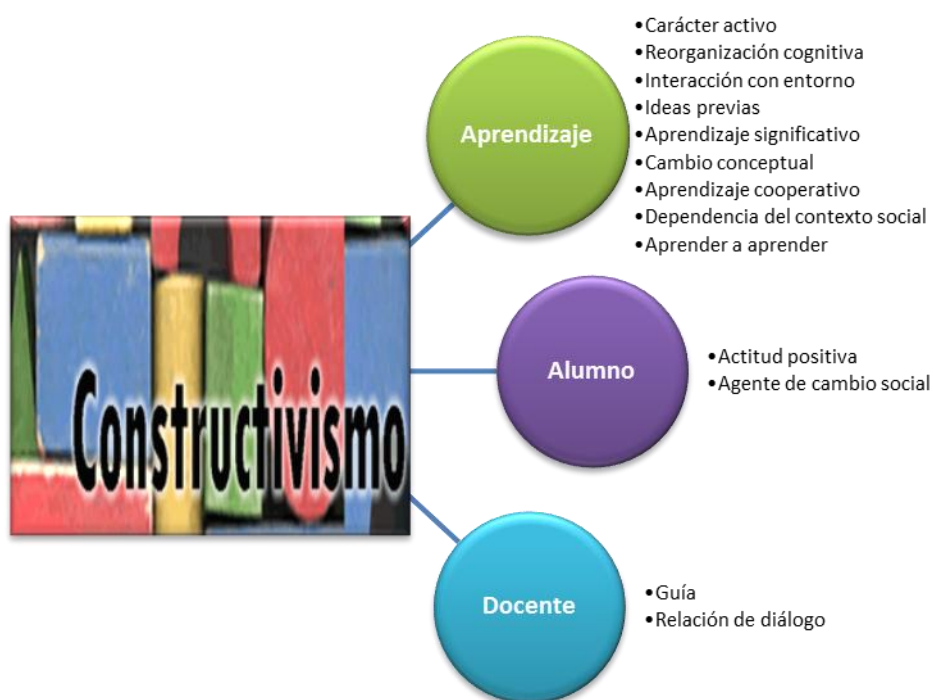 Constructivismo
Aprendizaje
•Carácter activo
•Reorganización cognitiva
•Interacción con entorno
•Ideas previas
•Aprendizaje significativo
•Cambio conceptual
•Aprendizaje cooperativo
•Dependencia del contexto social
•Aprender a aprender
Alumno
•Actitud positiva
•Agente de cambio social
Docente
•Guía
•Relación de diálogo